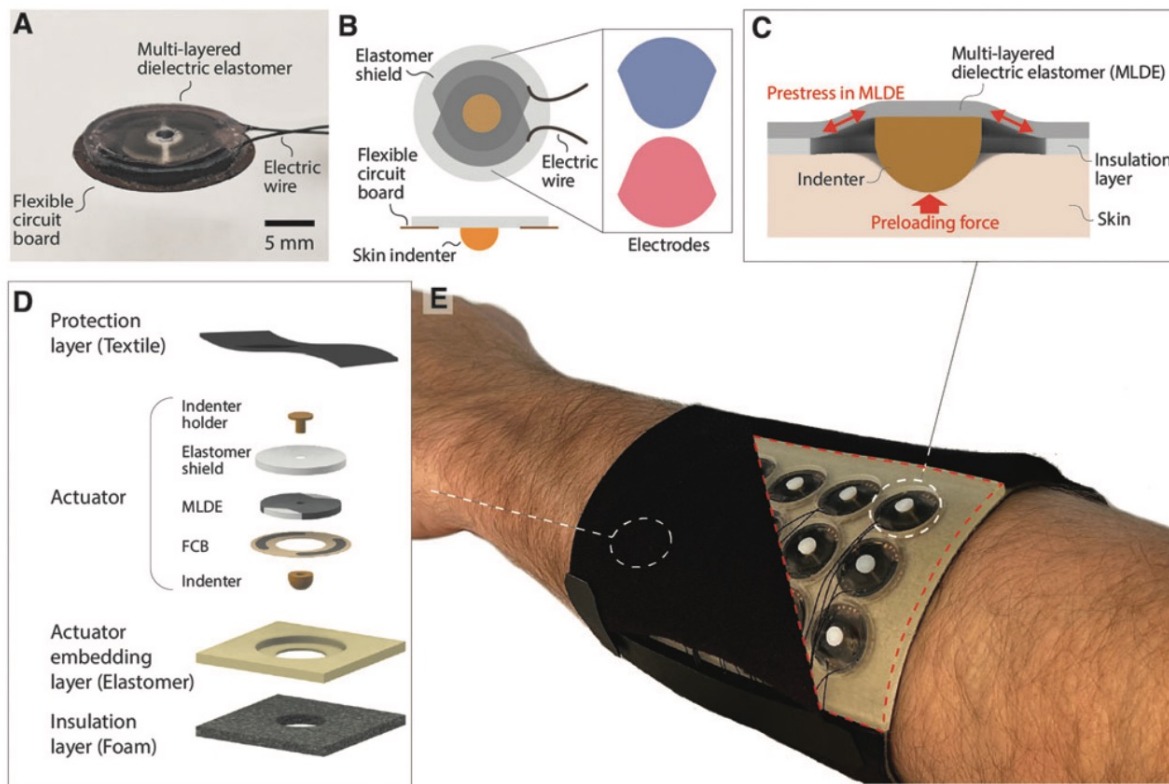 A
Multi-layered
dielectric elastomer
Flexible
circuit
board
Electric
wire
5 mm
B
Elastomer
shield
Flexible
circuit
board
Electric
wire
Skin indenter
Electrodes
C
Multi-layered
dielectric elastomer (MLDE)
Prestress in MLDE
Indenter
Insulation
layer
Preloading force
Skin
D
Protection
layer (Textile)
Actuator
Indenter
holder
Elastomer
shield
MLDE
FCB
Indenter
Actuator
embedding
layer (Elastomer)
Insulation
layer (Foam)
E